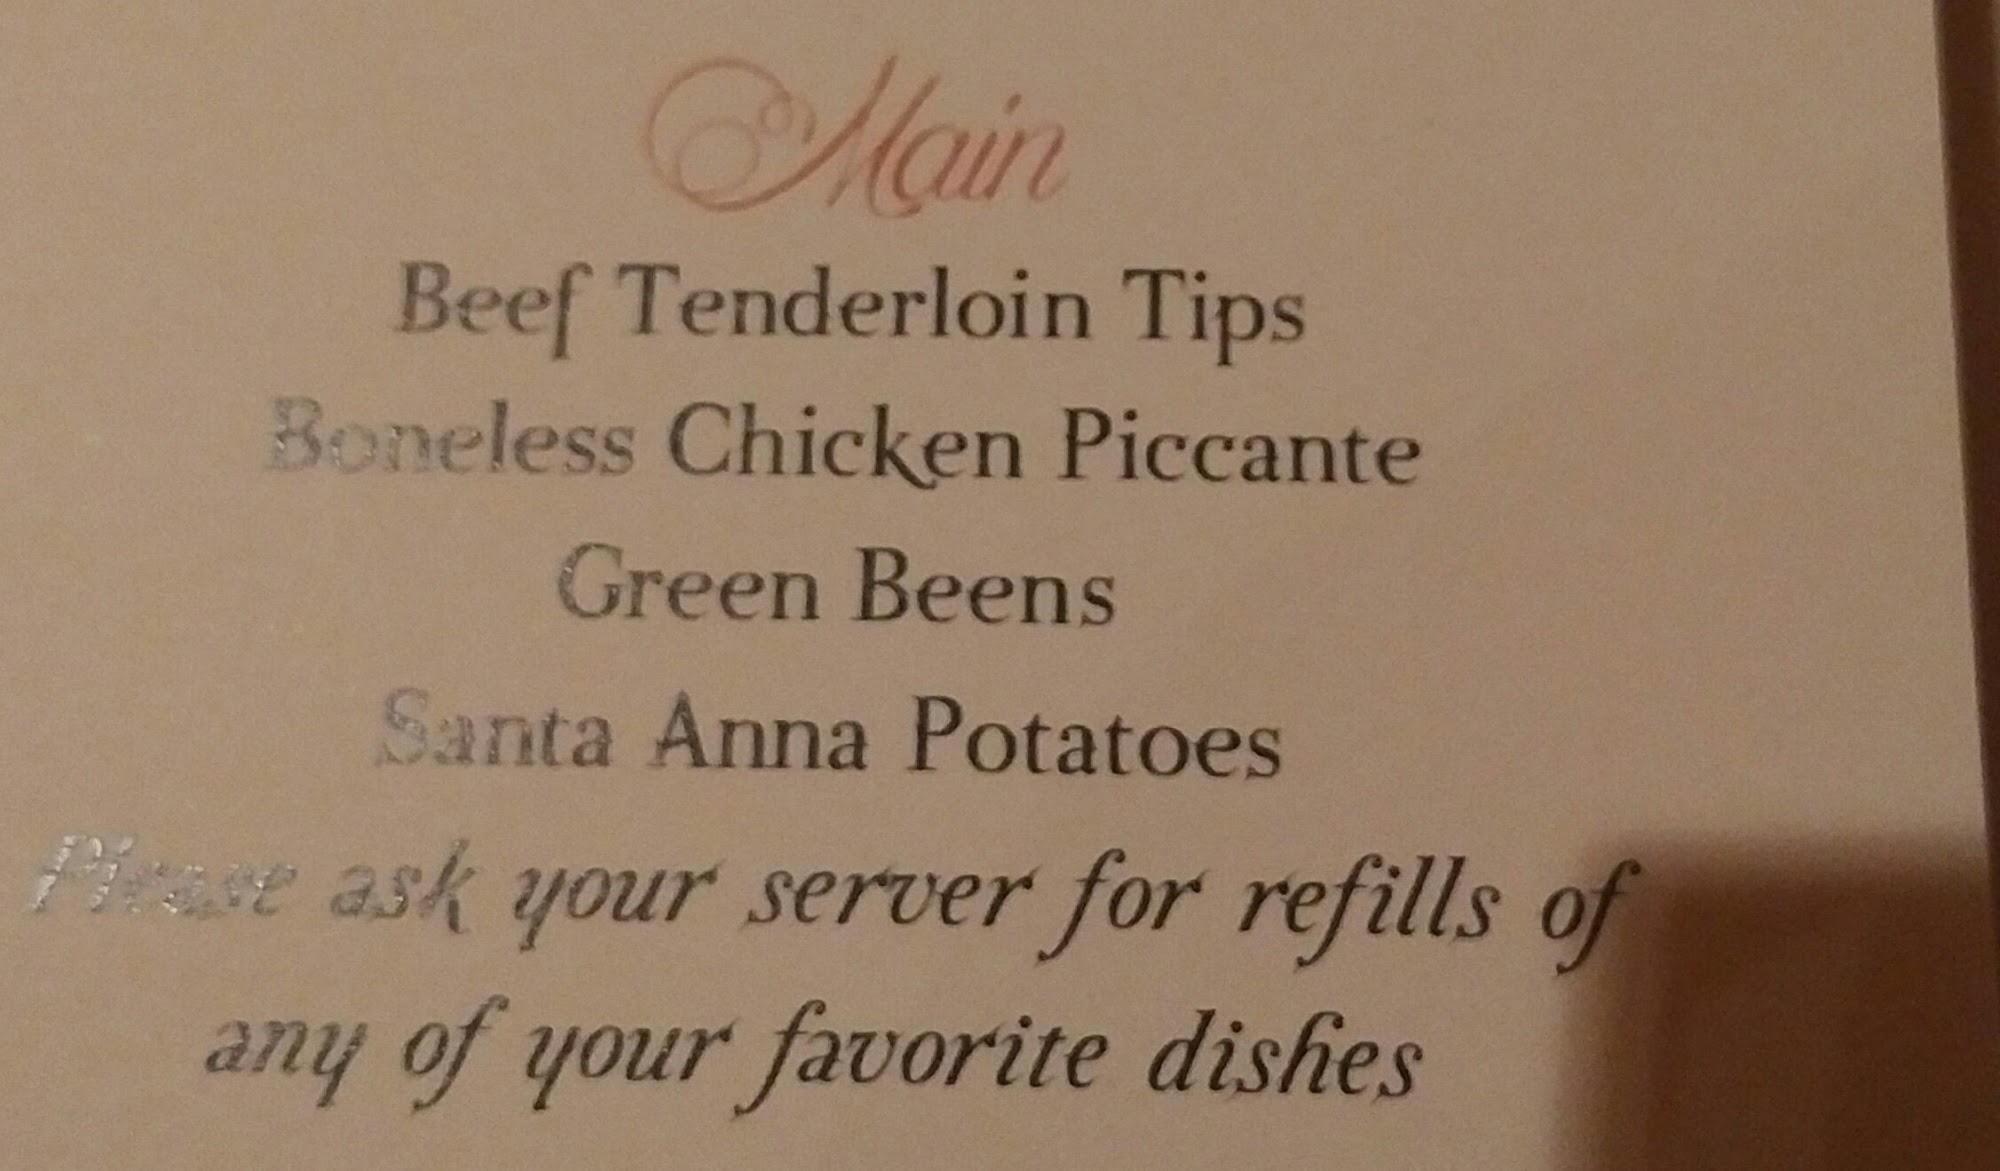 Main
Beef Tenderloin Tips
Boneless Chicken Piccante
Green Beens
Santa Anna Potatoes
Please ask your server for refills of
any of your favorite dishes